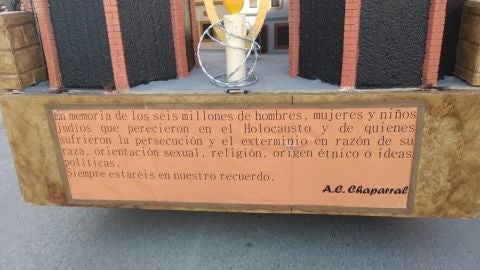 En memoria de los seis millones de hombres, mujeres y niños
judíos que perecieron en el Holocausto y de quienes
sufrieron la persecución y el exterminio en razón de su
raza, orientación sexual, religión, origen étnico o ideas
políticas.
Siempre estaréis en nuestro recuerdo.
A.C. Chaparral